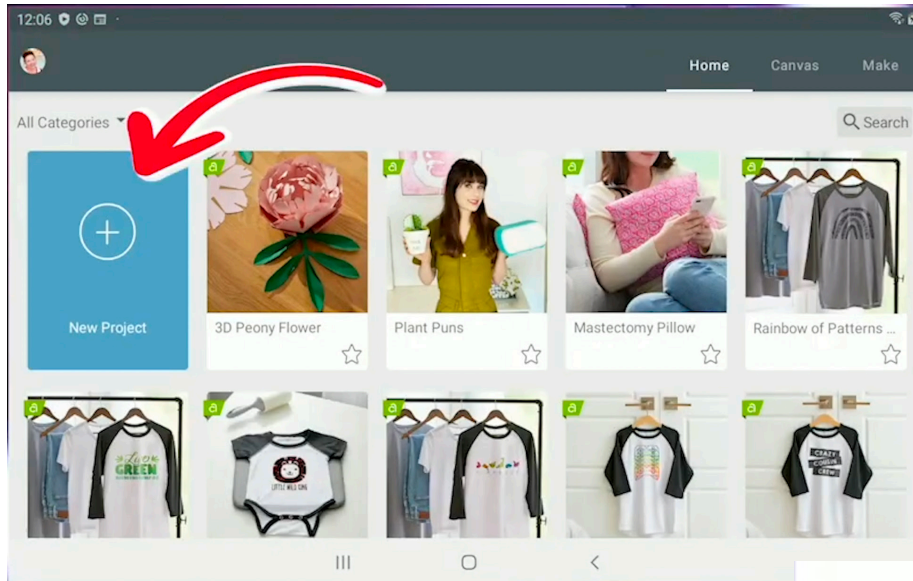 12:06
Home
Canvas
Make
All Categories
Search
New Project
3D Peony Flower
Plant Puns
Mastectomy Pillow
Rainbow of Patterns ...
a
a
a
a
GREEN
LITTLE WILD ONE
CRAZY
COUSIN
CREW
a
a
a
a
a